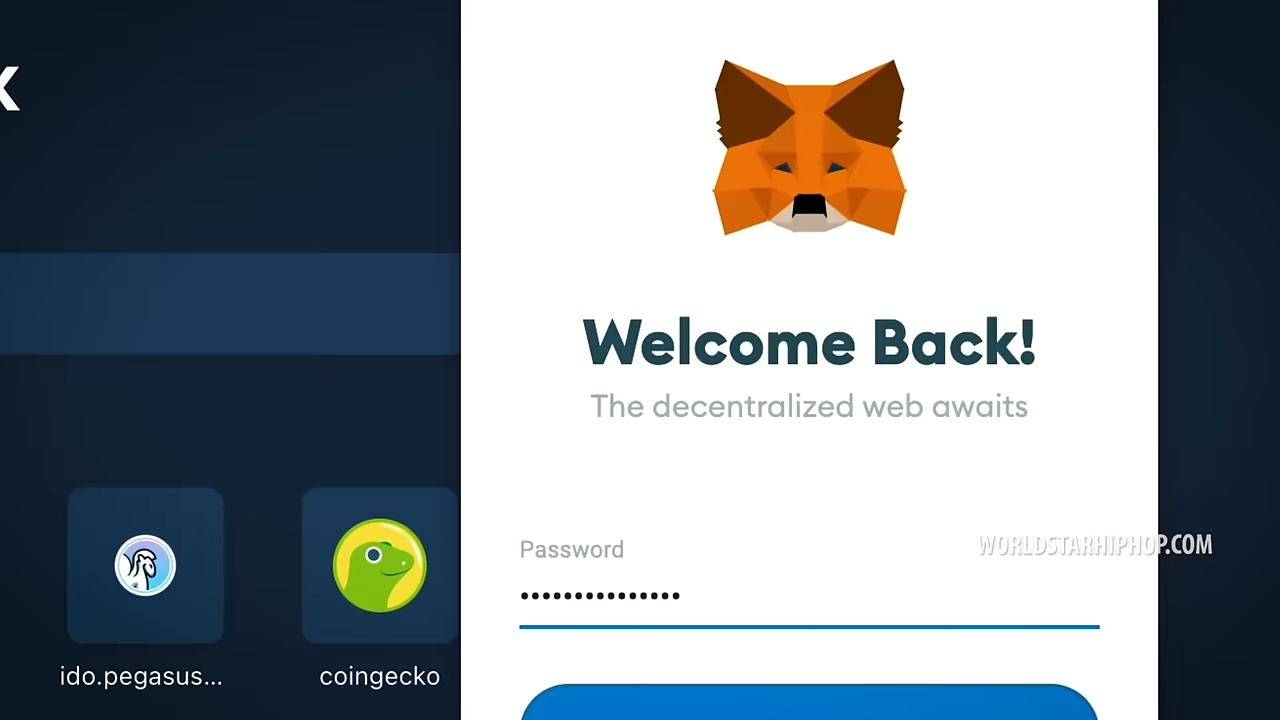 Welcome Back!
The decentralized web awaits
Password
•••••••••••••••
WORLDSTARHIPHOP.COM
ido.pegasus...
coingecko